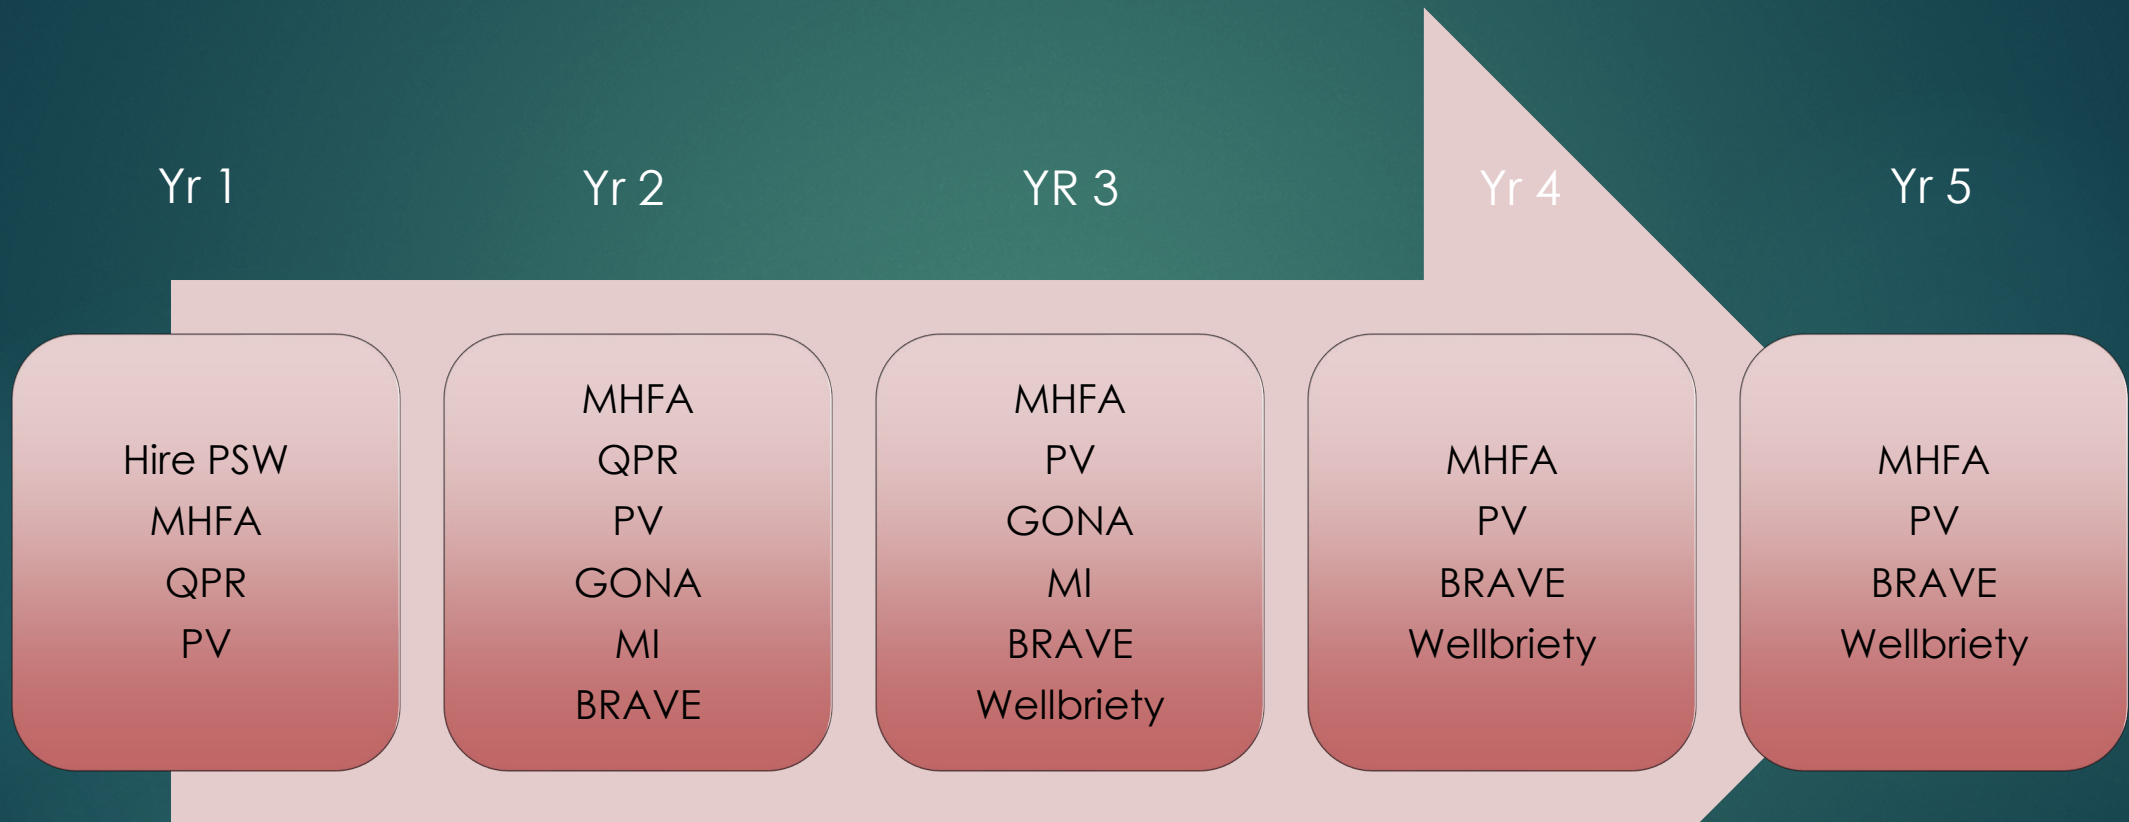 Yr 1
Yr 2
YR 3
Yr 4
Yr 5
Hire PSW
MHFA
QPR
PV
MHFA
QPR
PV
GONA
MI
BRAVE
MHFA
PV
GONA
MI
BRAVE
Wellbriety
MHFA
PV
BRAVE
Wellbriety
MHFA
PV
BRAVE
Wellbriety